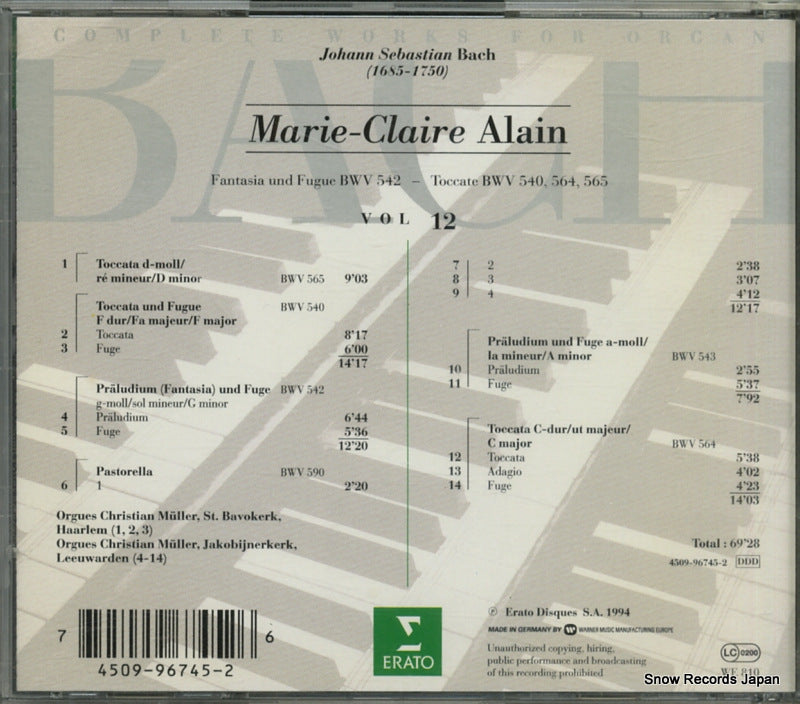 COMPLETE WORKS FOR ORGAN
BACH
Johann Sebastian Bach
(1685-1750)
Marie-Claire Alain
Fantasia und Fugue BWV 542 – Toccate BWV 540, 564, 565
VOL 12
1 Toccata d-moll/
ré mineur/D minor BWV 565 9'03
Toccata und Fugue BWV 540
F dur/Fa majeur/F major
2 Toccata 8'17
3 Fuge 6'00
14'17
Präludium (Fantasia) und Fuge BWV 542
g-moll/sol mineur/G minor
4 Präludium 6'44
5 Fuge 5'36
12'20
Pastorella BWV 590
6 1 2'20
Orgues Christian Müller, St. Bavokerk,
Haarlem (1, 2, 3)
Orgues Christian Müller, Jakobijnerkerk,
Leeuwarden (4-14)
7 2 2'38
8 3 3'07
9 4 4'12
12'17
Präludium und Fuge a-moll/
la mineur/A minor BWV 543
10 Präludium 2'55
11 Fuge 5'37
7'92
Toccata C-dur/ut majeur/
C major BWV 564
12 Toccata 5'38
13 Adagio 4'02
14 Fuge 4'23
14'03
Total : 69'28
4509-96745-2 DDD
7 4509-96745-2 6
ERATO
℗ Erato Disques S.A. 1994
MADE IN GERMANY BY WARNER MUSIC MANUFACTURING EUROPE
Unauthorized copying, hiring,
public performance and broadcasting
of this recording prohibited
LC 0200
WE 810
Snow Records Japan